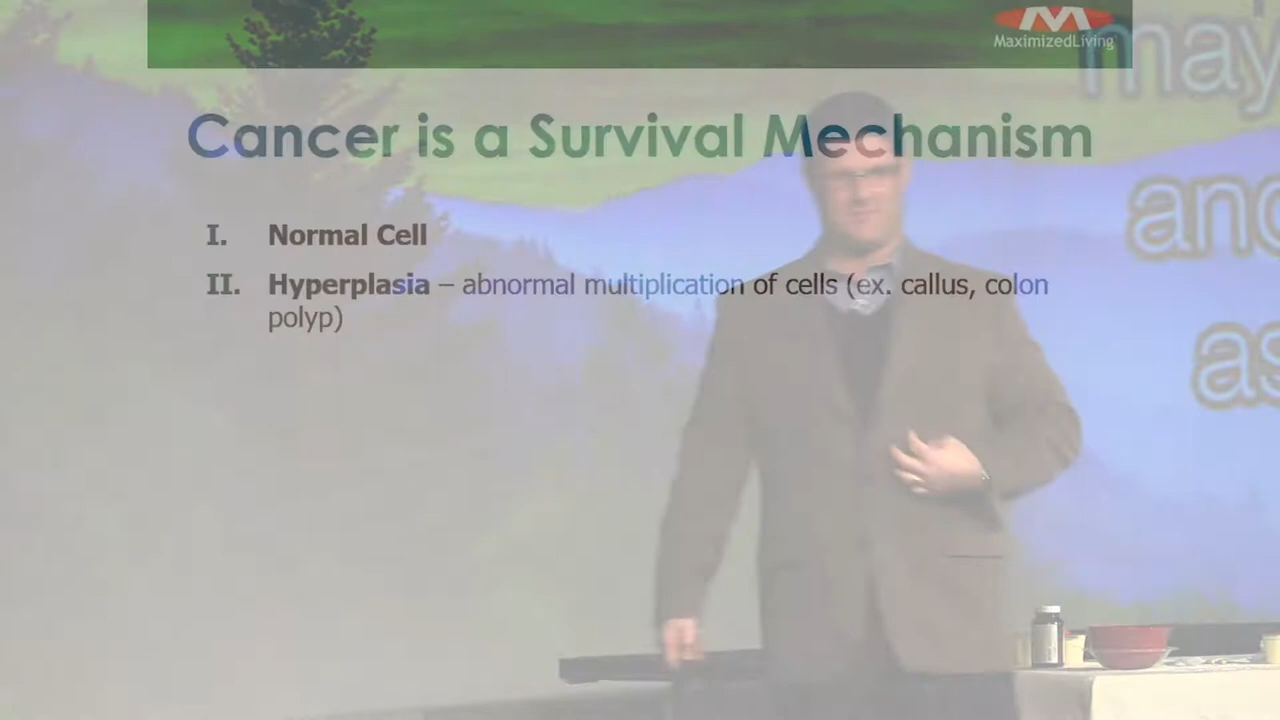 MaximizedLiving
may
and
as
Cancer is a Survival Mechanism
I. Normal Cell
II. Hyperplasia – abnormal multiplication of cells (ex. callus, colon
polyp)